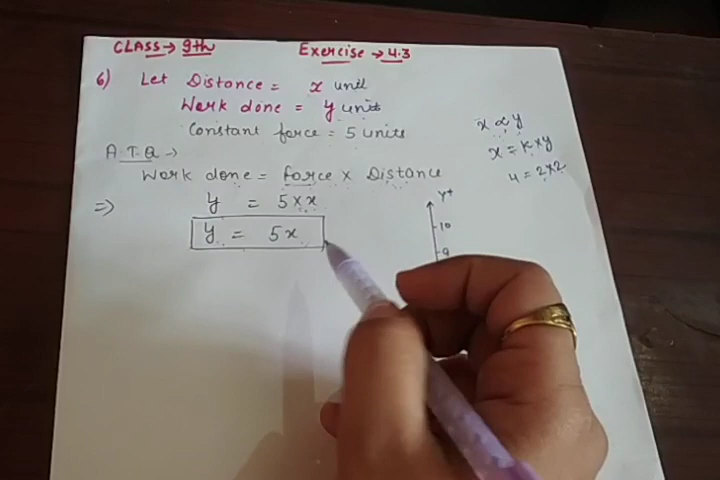 CLASS → 9th Exercise → 4.3
6) Let Distance = x unit
Work done = y units
Constant force = 5 units
A.T.Q →
Work done = force × Distance
⇒ y = 5 × x
y = 5x
x ∝ y
x = K × y
4 = 2 × 2
Y↑
10
9